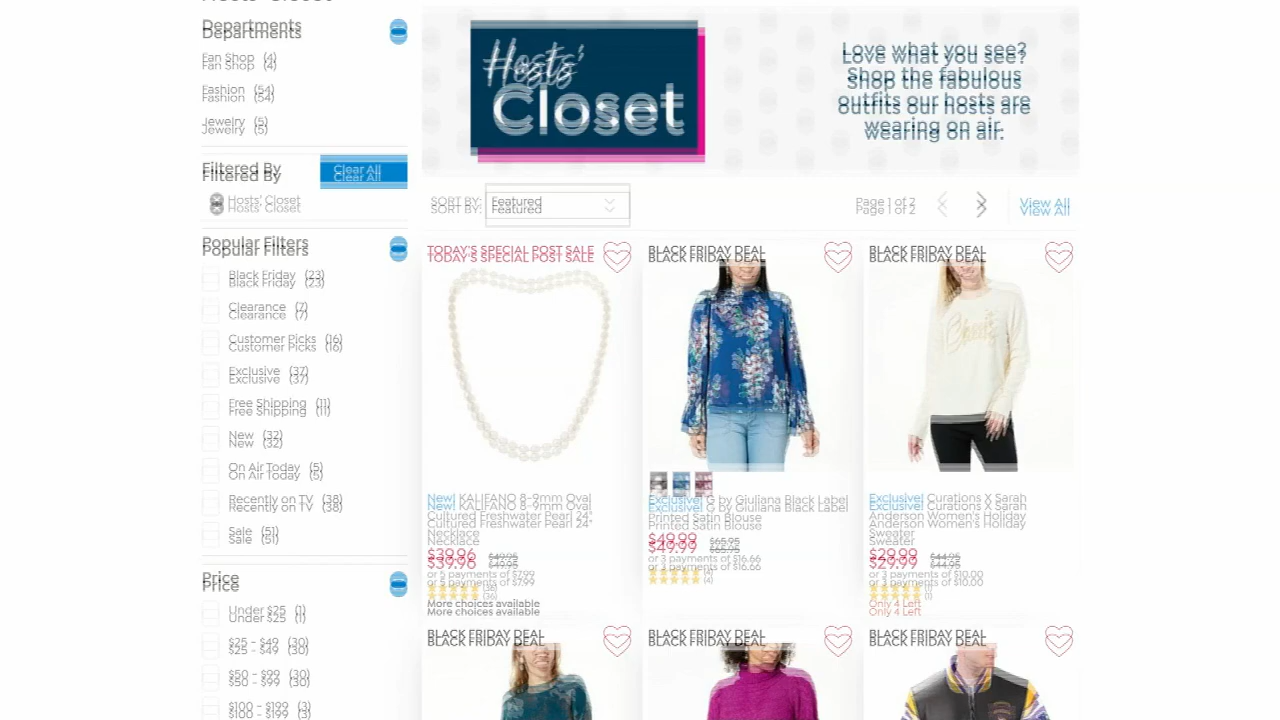 Hosts' Closet
Departments
Fan Shop (4)
Fashion (54)
Jewelry (5)
Filtered By
Clear All
Hosts' Closet
Popular Filters
Black Friday (23)
Clearance (7)
Customer Picks (16)
Exclusive (37)
Free Shipping (11)
New (32)
On Air Today (5)
Recently on TV (38)
Sale (51)
Price
Under $25 (1)
$25 - $49 (30)
$50 - $99 (30)
$100 - $199 (3)
Hosts'
Closet
Love what you see?
Shop the fabulous
outfits our hosts are
wearing on air.
SORT BY: Featured
Page 1 of 2
View All
TODAY'S SPECIAL POST SALE
New! KALIFANO 8-9mm Oval
Cultured Freshwater Pearl 24"
Necklace
$39.96 $49.95
or 5 payments of $7.99
(36)
More choices available
BLACK FRIDAY DEAL
Exclusive! G by Giuliana Black Label
Printed Satin Blouse
$49.99 $65.95
or 3 payments of $16.66
(4)
BLACK FRIDAY DEAL
Cheers
Exclusive! Curations X Sarah
Anderson Women's Holiday
Sweater
$29.99 $44.95
or 3 payments of $10.00
(1)
Only 4 Left
BLACK FRIDAY DEAL
BLACK FRIDAY DEAL
BLACK FRIDAY DEAL